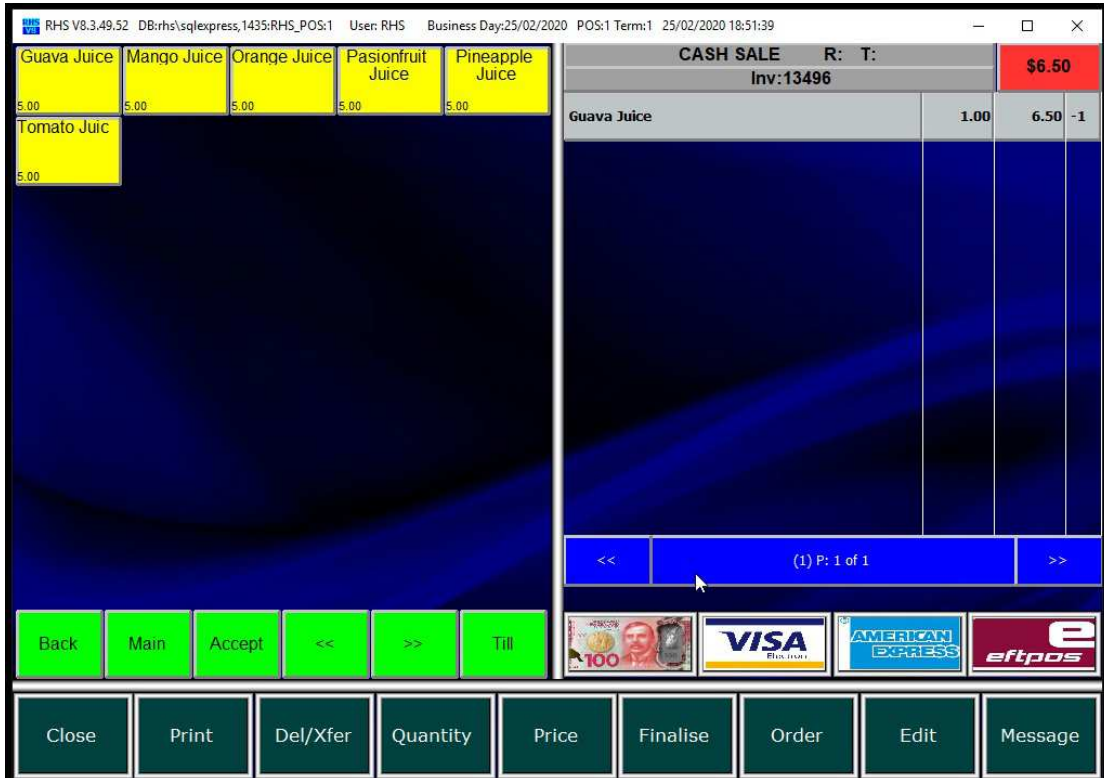 RHS V8.3.49.52 DB:rhs\sqlexpress,1435:RHS_POS:1 User: RHS Business Day:25/02/2020 POS:1 Term:1 25/02/2020 18:51:39
Guava Juice
5.00
Mango Juice
5.00
Orange Juice
5.00
Pasionfruit
Juice
5.00
Pineapple
Juice
5.00
Tomato Juic
5.00
CASH SALE R: T:
Inv:13496
$6.50
Guava Juice 1.00 6.50 -1
<< (1) P: 1 of 1 >>
Back Main Accept << >> Till
100
VISA
Electron
AMERICAN
EXPRESS
e
eftpos
Close Print Del/Xfer Quantity Price Finalise Order Edit Message